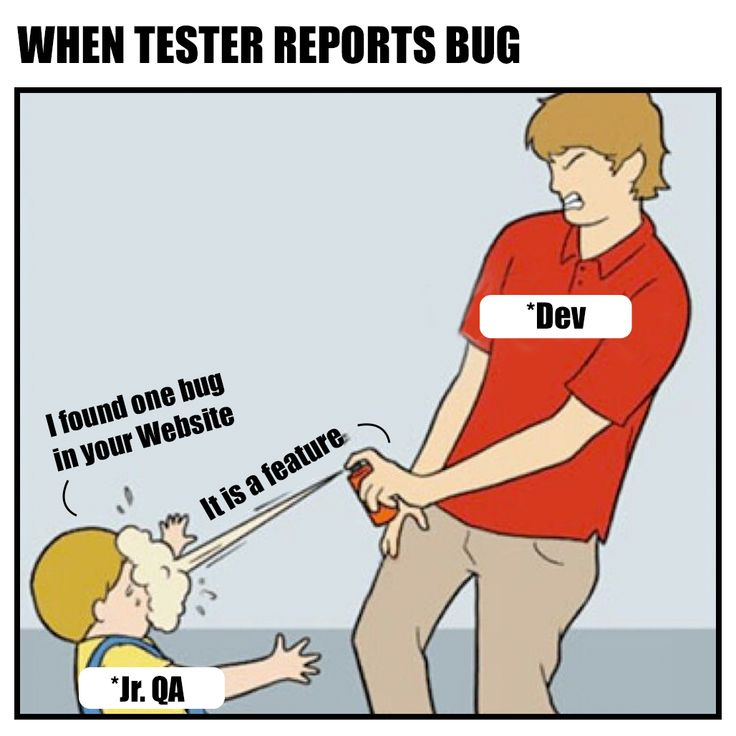 WHEN TESTER REPORTS BUG
*Dev
I found one bug
in your Website
It is a feature
*Jr. QA